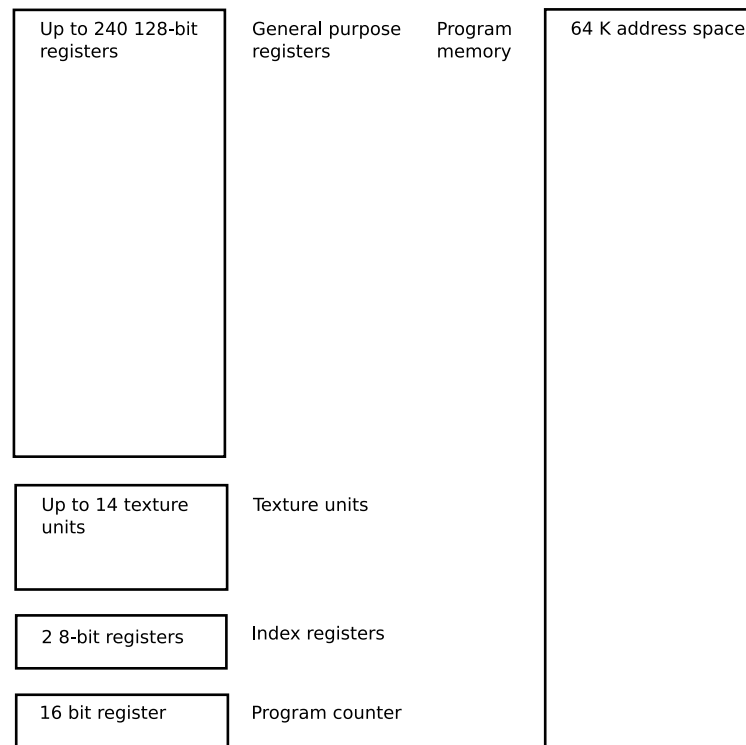 Up to 240 128-bit
registers
General purpose
registers
Program
memory
64 K address space
Up to 14 texture
units
Texture units
2 8-bit registers
Index registers
16 bit register
Program counter